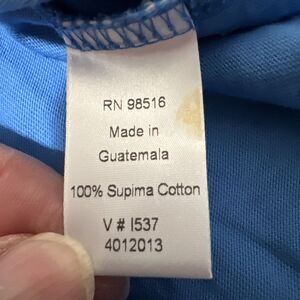 RN 98516
Made in
Guatemala
100% Supima Cotton
V # I537
4012013